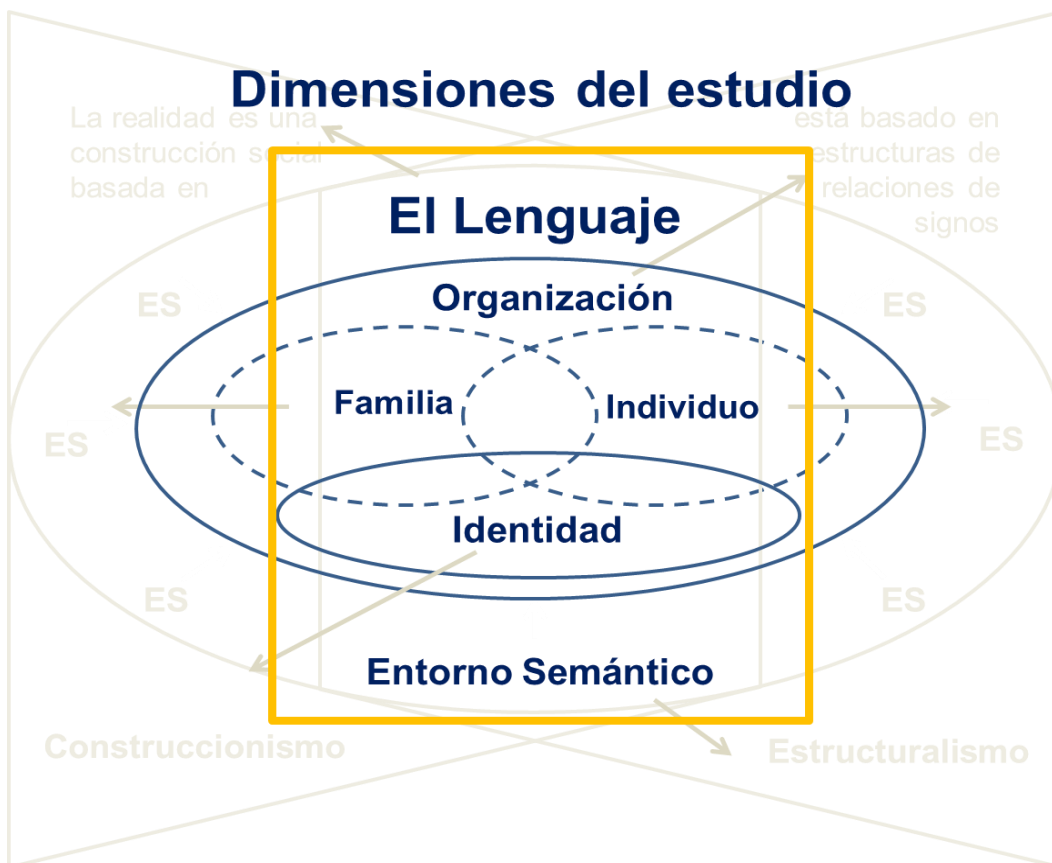 Dimensiones del estudio
La realidad es una
construcción social
basada en
está basado en
estructuras de
relaciones de
signos
El Lenguaje
Organización
ES
ES
Familia
Individuo
ES
ES
Identidad
ES
ES
Entorno Semántico
Construccionismo
Estructuralismo